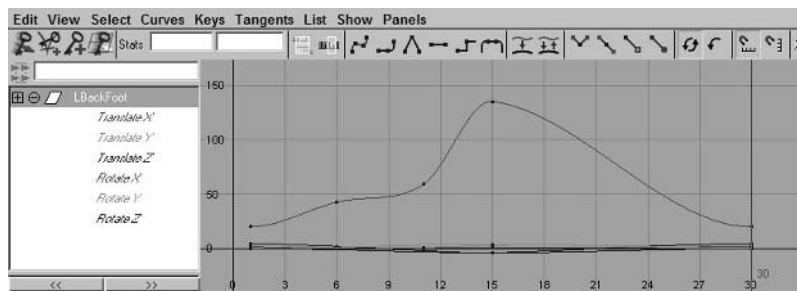 Edit View Select Curves Keys Tangents List Show Panels
Stats
LBackFoot
Translate X
Translate Y
Translate Z
Rotate X
Rotate Y
Rotate Z
<< >>
150
100
50
0
0 3 6 9 12 15 18 21 24 27 30
30